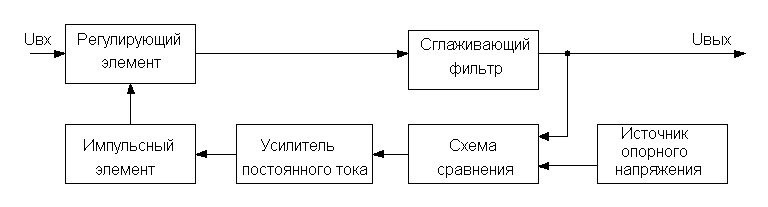 Uвх
Регулирующий
элемент
Сглаживающий
фильтр
Uвых
Импульсный
элемент
Усилитель
постоянного тока
Схема
сравнения
Источник
опорного
напряжения